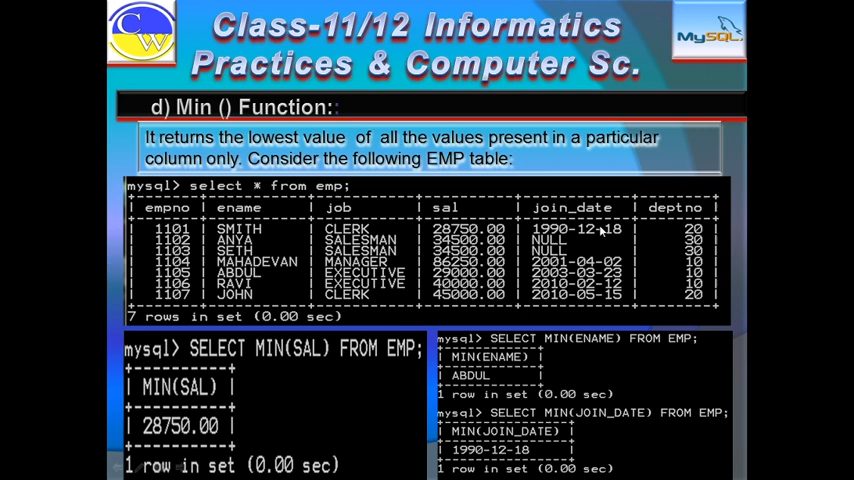 CW
Class-11/12 Informatics
Practices & Computer Sc.
MySQL
d) Min () Function::
It returns the lowest value of all the values present in a particular
column only. Consider the following EMP table:
mysql> select * from emp;
| empno | ename | job | sal | join_date | deptno |
| 1101 | SMITH | CLERK | 28750.00 | 1990-12-18 | 20 |
| 1102 | ANYA | SALESMAN | 34500.00 | NULL | 30 |
| 1103 | SETH | SALESMAN | 34500.00 | NULL | 30 |
| 1104 | MAHADEVAN | MANAGER | 86250.00 | 2001-04-02 | 10 |
| 1105 | ABDUL | EXECUTIVE | 29000.00 | 2003-03-23 | 10 |
| 1106 | RAVI | EXECUTIVE | 40000.00 | 2010-02-12 | 10 |
| 1107 | JOHN | CLERK | 45000.00 | 2010-05-15 | 20 |
7 rows in set (0.00 sec)
mysql> SELECT MIN(SAL) FROM EMP;
| MIN(SAL) |
| 28750.00 |
1 row in set (0.00 sec)
mysql> SELECT MIN(ENAME) FROM EMP;
| MIN(ENAME) |
| ABDUL |
1 row in set (0.00 sec)
mysql> SELECT MIN(JOIN_DATE) FROM EMP;
| MIN(JOIN_DATE) |
| 1990-12-18 |
1 row in set (0.00 sec)